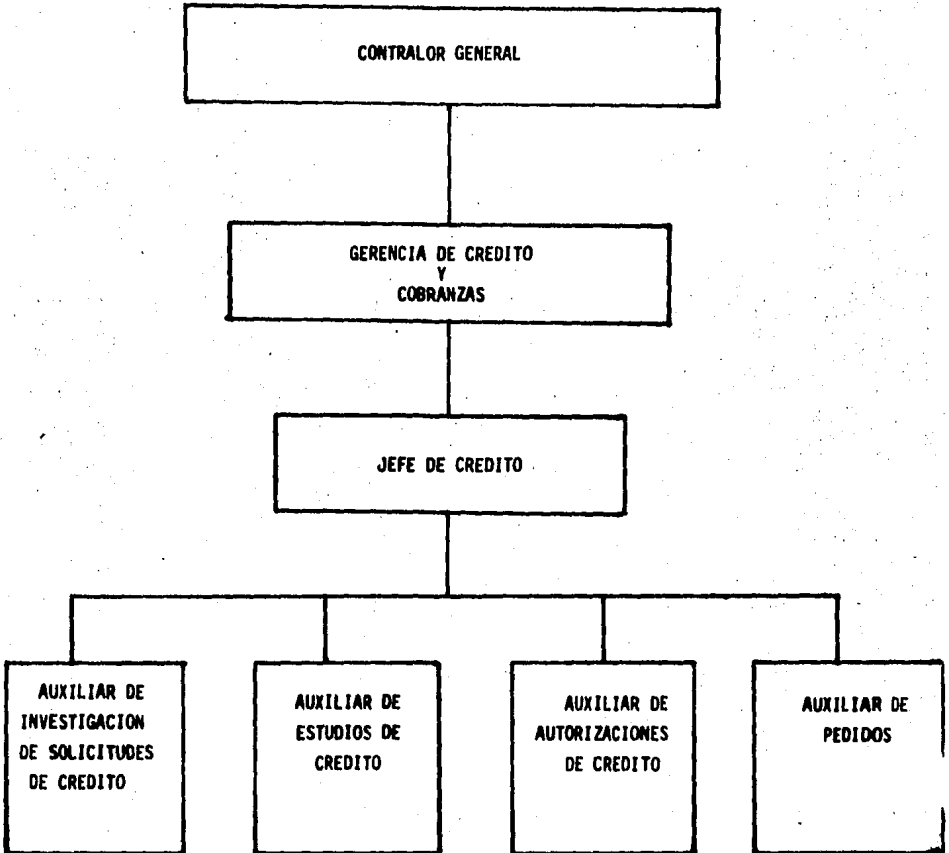 CONTRALOR GENERAL
GERENCIA DE CREDITO
Y
COBRANZAS
JEFE DE CREDITO
AUXILIAR DE
INVESTIGACION
DE SOLICITUDES
DE CREDITO
AUXILIAR DE
ESTUDIOS DE
CREDITO
AUXILIAR DE
AUTORIZACIONES
DE CREDITO
AUXILIAR DE
PEDIDOS